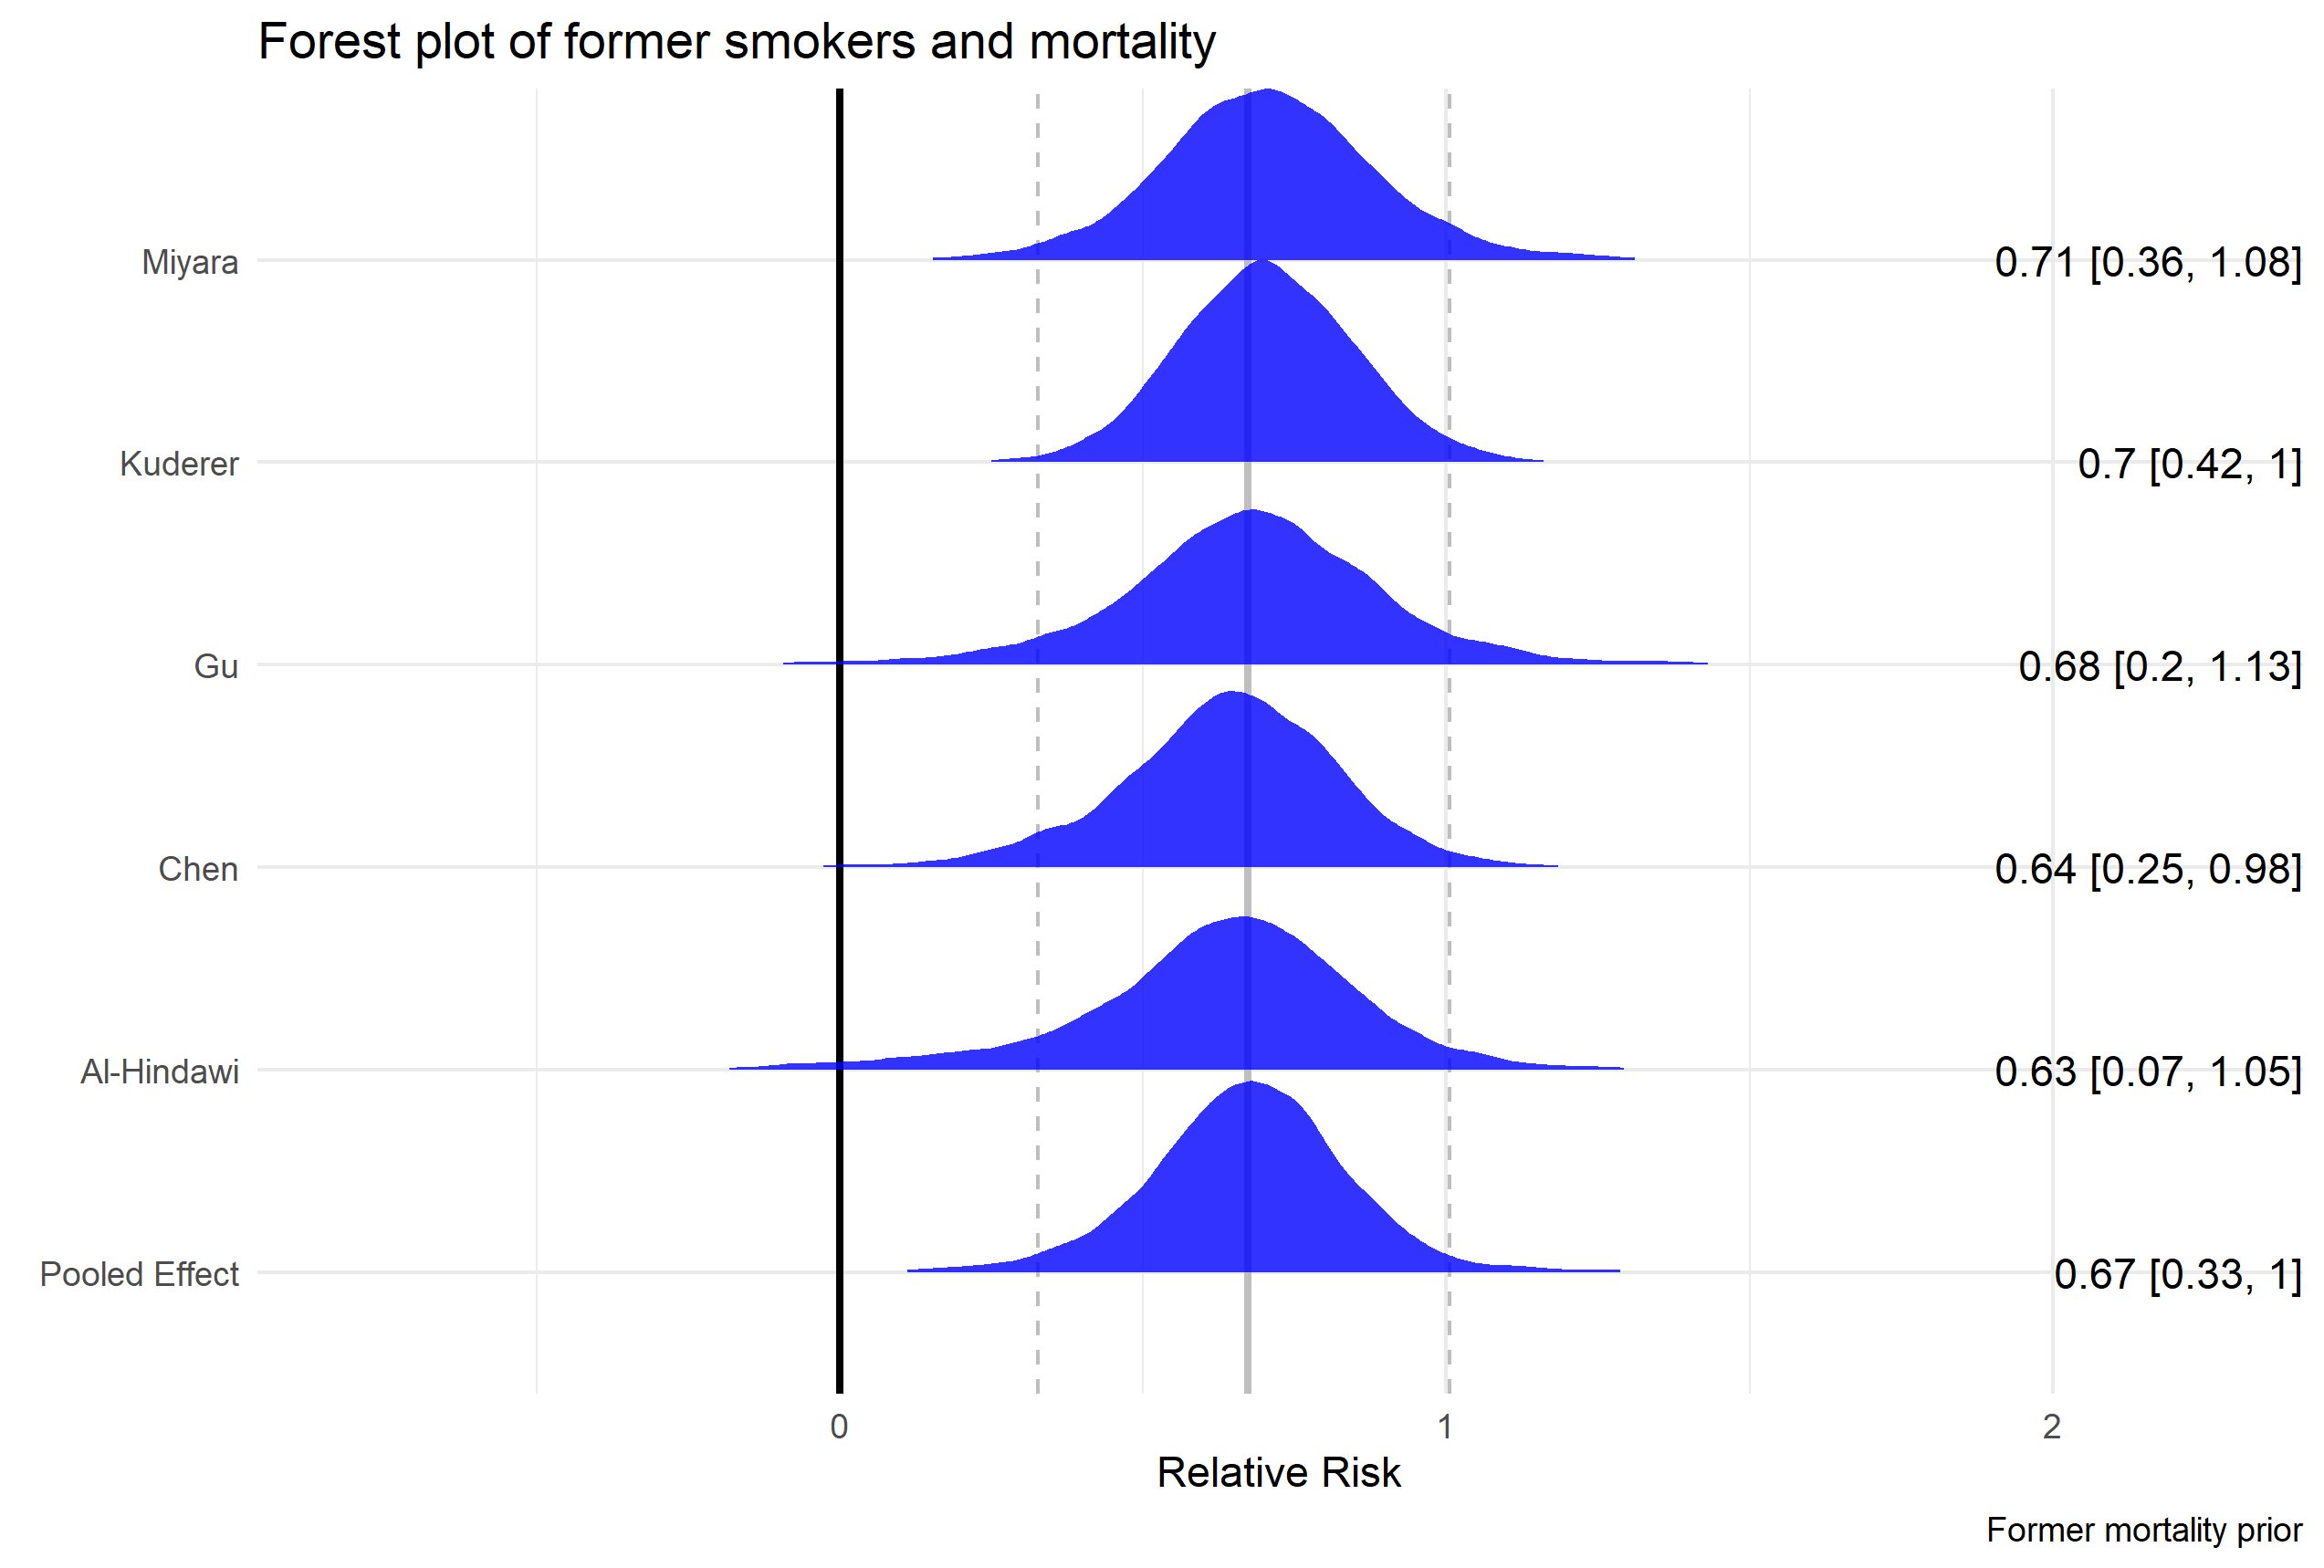 Forest plot of former smokers and mortality
Miyara 0.71 [0.36, 1.08]
Kuderer 0.7 [0.42, 1]
Gu 0.68 [0.2, 1.13]
Chen 0.64 [0.25, 0.98]
Al-Hindawi 0.63 [0.07, 1.05]
Pooled Effect 0.67 [0.33, 1]
0 1 2
Relative Risk
Former mortality prior